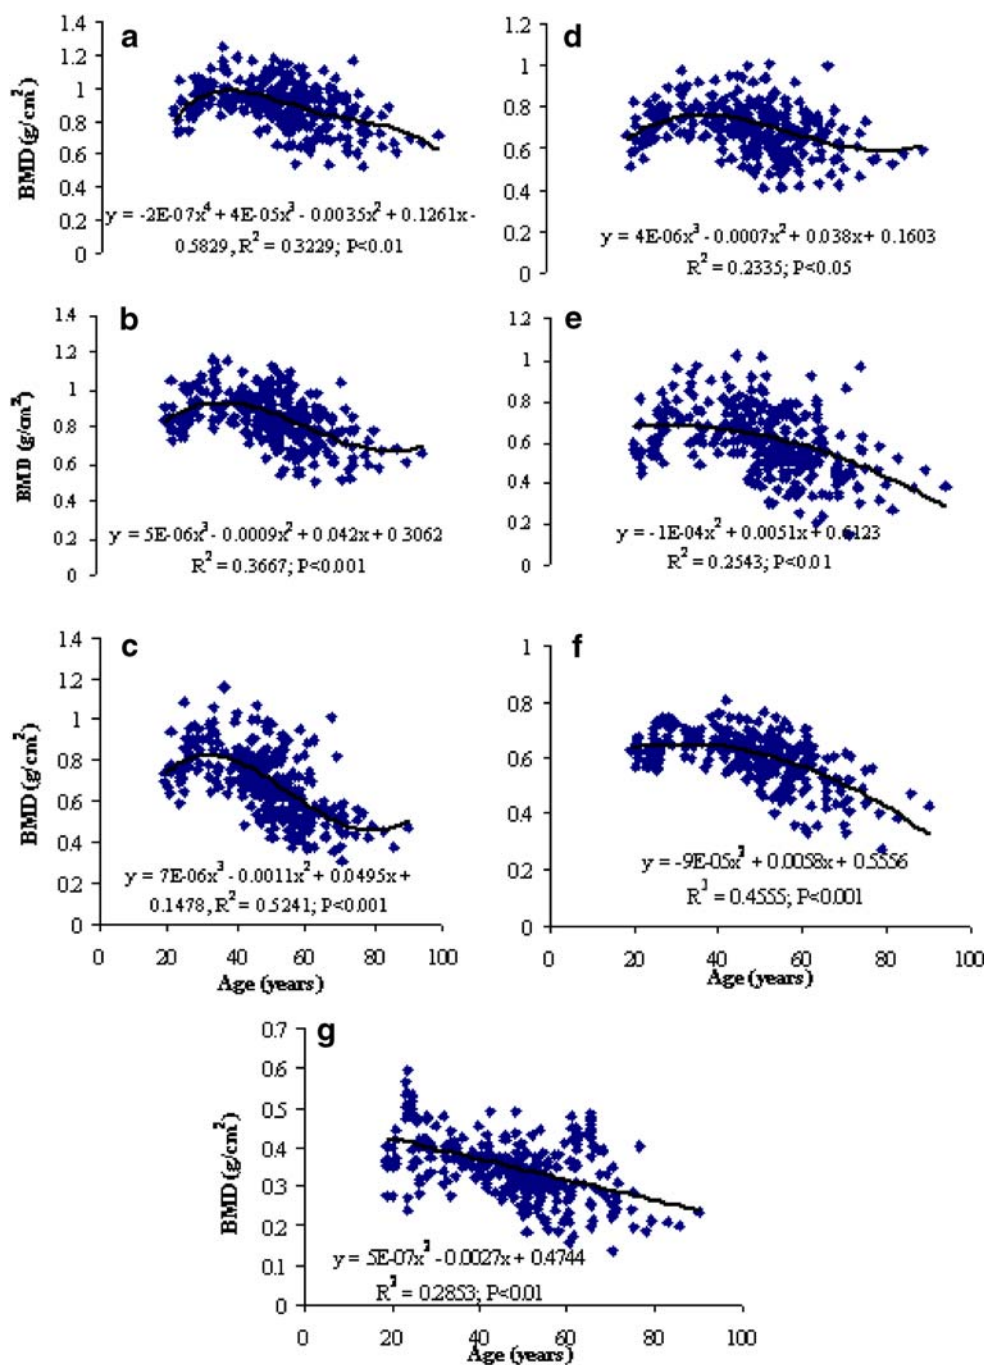 a
BMD (g/cm²)
1.4
1.2
1
0.8
0.6
0.4
0.2
0
y = -2E-07x⁴ + 4E-05x³ - 0.0035x² + 0.1261x -
0.5829, R² = 0.3229; P<0.01
d
1.2
1.0
0.8
0.6
0.4
0.2
0
y = 4E-06x³ - 0.0007x² + 0.038x + 0.1603
R² = 0.2335; P<0.05
b
BMD (g/cm²)
1.4
1.2
1
0.8
0.6
0.4
0.2
0
y = 5E-06x³ - 0.0009x² + 0.042x + 0.3062
R² = 0.3667; P<0.001
e
1.2
1
0.8
0.6
0.4
0.2
0
y = -1E-04x² + 0.0051x + 0.6123
R² = 0.2543; P<0.01
c
BMD (g/cm²)
1.4
1.2
1
0.8
0.6
0.4
0.2
0
y = 7E-06x³ - 0.0011x² + 0.0495x +
0.1478, R² = 0.5241; P<0.001
0 20 40 60 80 100
Age (years)
f
1
0.8
0.6
0.4
0.2
0
y = -9E-05x² + 0.0058x + 0.5556
R² = 0.4555; P<0.001
0 20 40 60 80 100
Age (years)
g
BMD (g/cm²)
0.7
0.6
0.5
0.4
0.3
0.2
0.1
0
y = 5E-07x² -0.0027x + 0.4744
R² = 0.2853; P<0.01
0 20 40 60 80 100
Age (years)